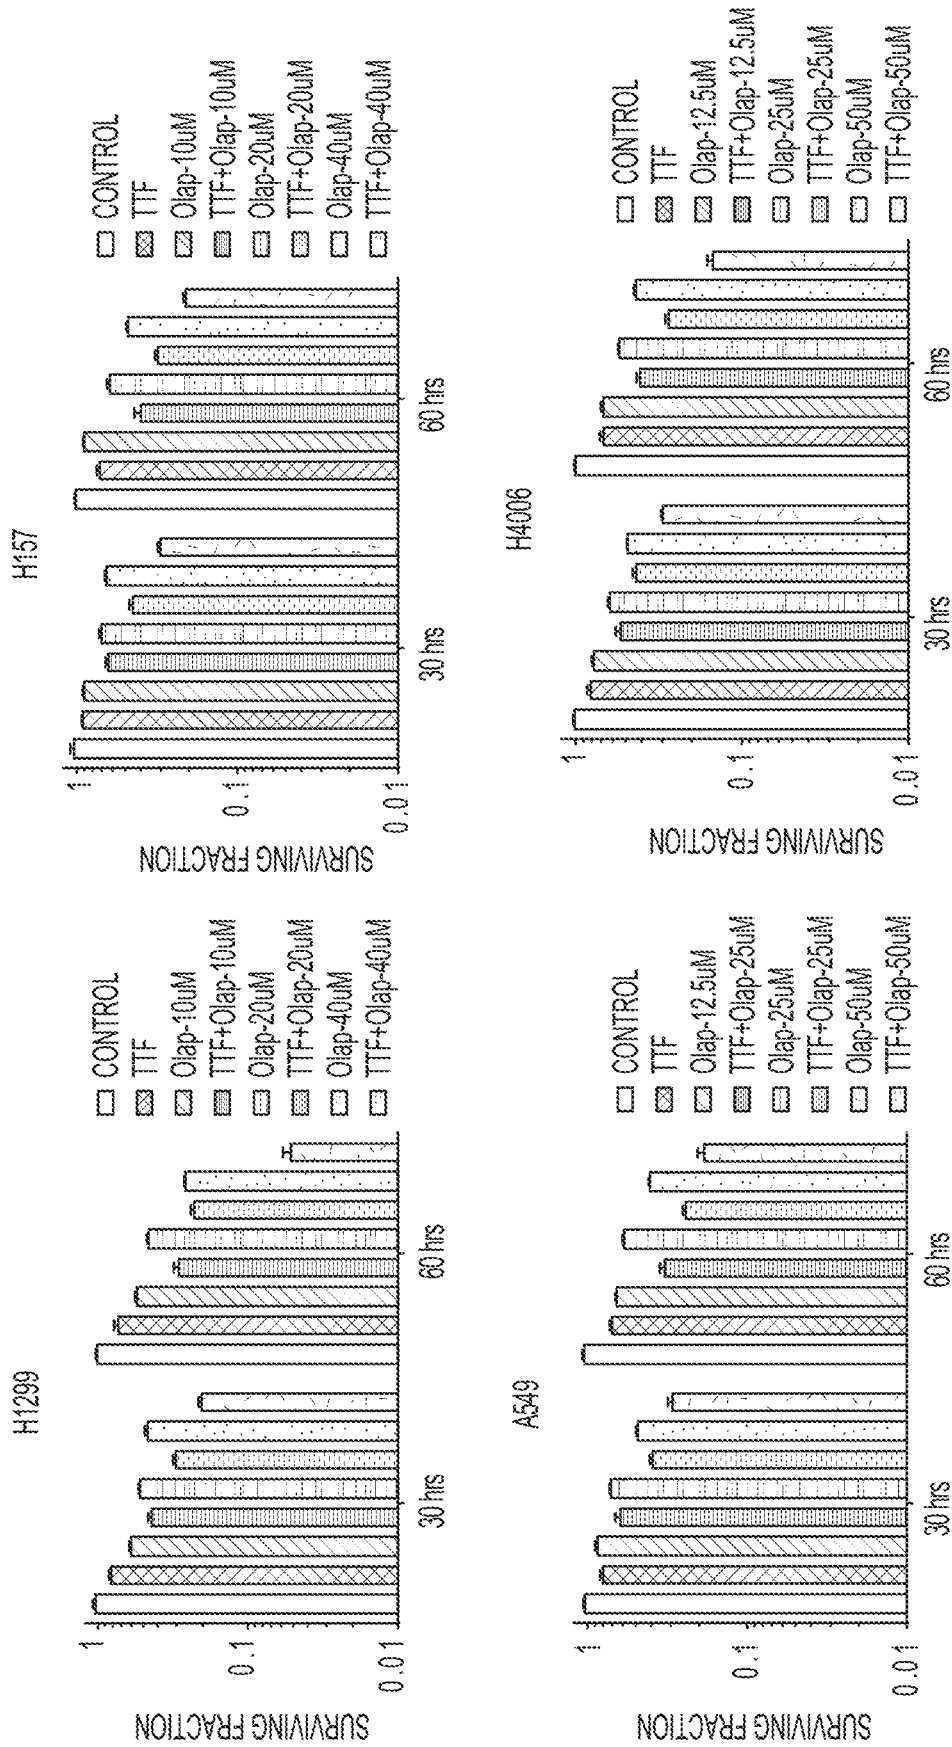 H1299
SURVIVING FRACTION
1
0.1
0.01
30 hrs
60 hrs
CONTROL
TTF
Olap-10uM
TTF+Olap-10uM
Olap-20uM
TTF+Olap-20uM
Olap-40uM
TTF+Olap-40uM
H157
SURVIVING FRACTION
1
0.1
0.01
30 hrs
60 hrs
CONTROL
TTF
Olap-10uM
TTF+Olap-10uM
Olap-20uM
TTF+Olap-20uM
Olap-40uM
TTF+Olap-40uM
A549
SURVIVING FRACTION
1
0.1
0.01
30 hrs
60 hrs
CONTROL
TTF
Olap-12.5uM
TTF+Olap-25uM
Olap-25uM
TTF+Olap-25uM
Olap-50uM
TTF+Olap-50uM
H4006
SURVIVING FRACTION
1
0.1
0.01
30 hrs
60 hrs
CONTROL
TTF
Olap-12.5uM
TTF+Olap-12.5uM
Olap-25uM
TTF+Olap-25uM
Olap-50uM
TTF+Olap-50uM